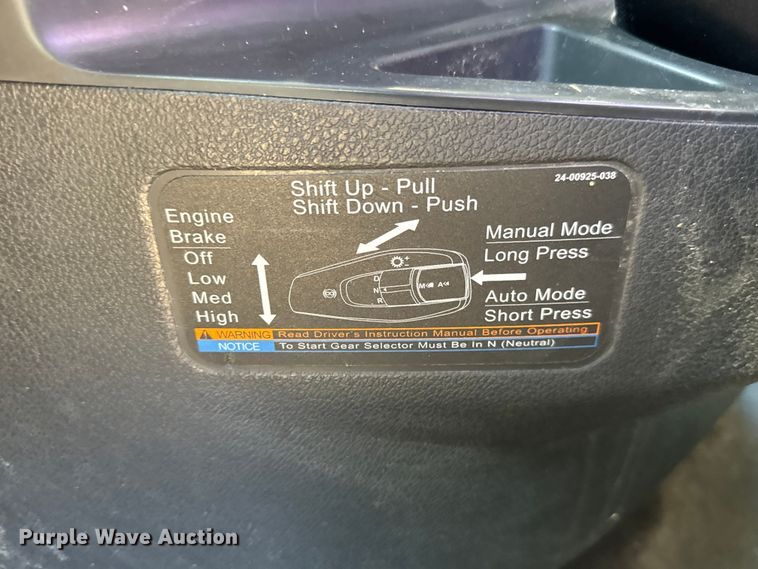 24-00925-038
Shift Up - Pull
Shift Down - Push
Engine
Brake
Off
Low
Med
High
D
N
R
+
-
M
A
Manual Mode
Long Press
Auto Mode
Short Press
WARNING Read Driver's Instruction Manual Before Operating
NOTICE To Start Gear Selector Must Be In N (Neutral)
Purple Wave Auction